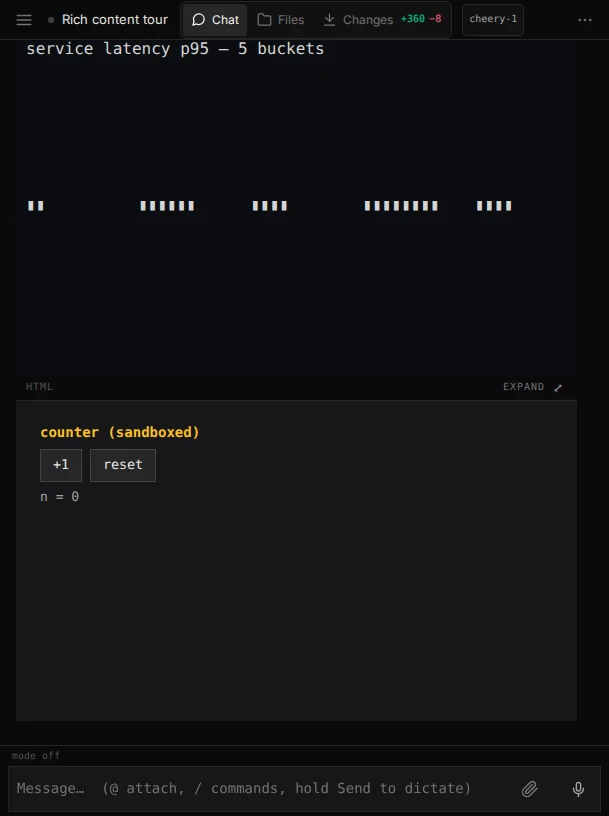 Rich content tour Chat Files Changes +360 −8 cheery-1
service latency p95 — 5 buckets
HTML EXPAND
counter (sandboxed)
+1 reset
n = 0
mode off
Message… (@ attach, / commands, hold Send to dictate)